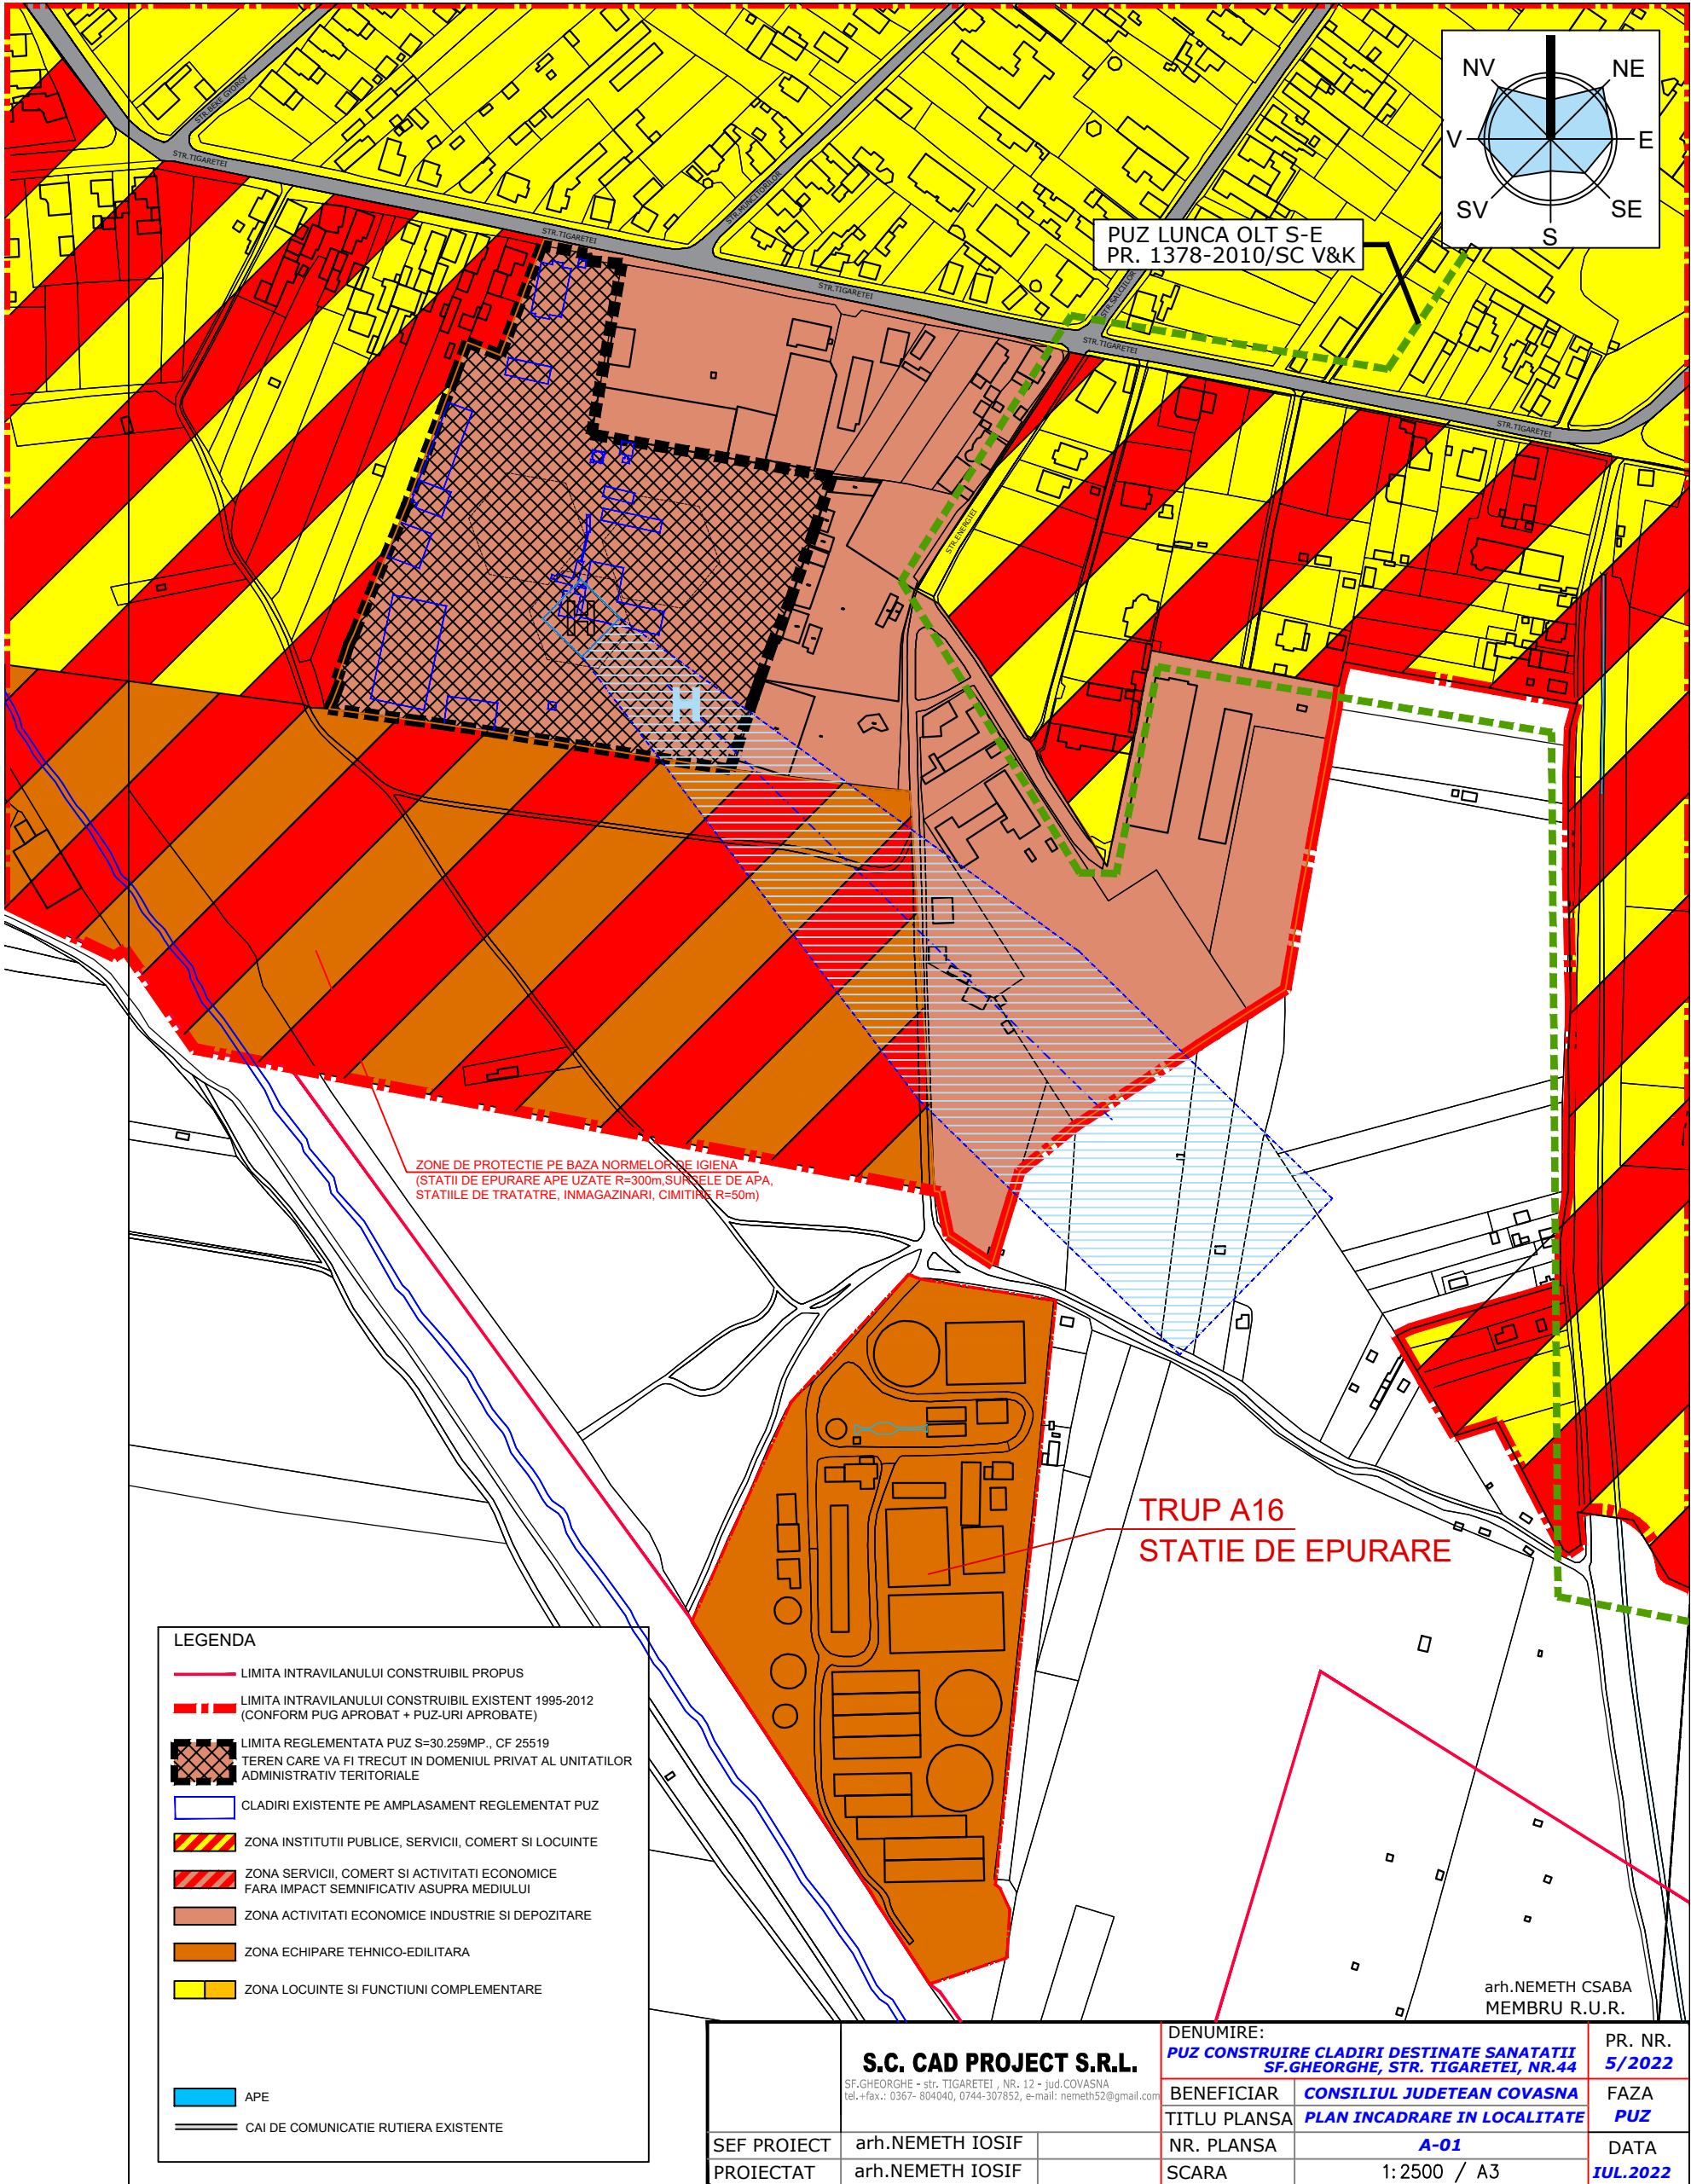 STR.BEKE GYORGY
STR.TIGARETEI
STR.TIGARETEI
STR.MUNCITORILOR
STR.TIGARETEI
STR.SALCIILOR
STR.TIGARETEI
STR.TIGARETEI
STR.ENERGIEI
NV
NE
V
E
SV
SE
S
PUZ LUNCA OLT S-E
PR. 1378-2010/SC V&K
H
H
ZONE DE PROTECTIE PE BAZA NORMELOR DE IGIENA
(STATII DE EPURARE APE UZATE R=300m,SURSELE DE APA,
STATIILE DE TRATATRE, INMAGAZINARI, CIMITIRE R=50m)
TRUP A16
STATIE DE EPURARE
LEGENDA
LIMITA INTRAVILANULUI CONSTRUIBIL PROPUS
LIMITA INTRAVILANULUI CONSTRUIBIL EXISTENT 1995-2012
(CONFORM PUG APROBAT + PUZ-URI APROBATE)
LIMITA REGLEMENTATA PUZ S=30.259MP., CF 25519
TEREN CARE VA FI TRECUT IN DOMENIUL PRIVAT AL UNITATILOR
ADMINISTRATIV TERITORIALE
CLADIRI EXISTENTE PE AMPLASAMENT REGLEMENTAT PUZ
ZONA INSTITUTII PUBLICE, SERVICII, COMERT SI LOCUINTE
ZONA SERVICII, COMERT SI ACTIVITATI ECONOMICE
FARA IMPACT SEMNIFICATIV ASUPRA MEDIULUI
ZONA ACTIVITATI ECONOMICE INDUSTRIE SI DEPOZITARE
ZONA ECHIPARE TEHNICO-EDILITARA
ZONA LOCUINTE SI FUNCTIUNI COMPLEMENTARE
APE
CAI DE COMUNICATIE RUTIERA EXISTENTE
arh.NEMETH CSABA
MEMBRU R.U.R.
S.C. CAD PROJECT S.R.L.
SF.GHEORGHE - str. TIGARETEI , NR. 12 - jud.COVASNA
tel.+fax.: 0367- 804040, 0744-307852, e-mail: nemeth52@gmail.com
DENUMIRE:
PUZ CONSTRUIRE CLADIRI DESTINATE SANATATII
SF.GHEORGHE, STR. TIGARETEI, NR.44
PR. NR.
5/2022
BENEFICIAR CONSILIUL JUDETEAN COVASNA
FAZA
TITLU PLANSA PLAN INCADRARE IN LOCALITATE
PUZ
SEF PROIECT arh.NEMETH IOSIF
NR. PLANSA A-01
DATA
PROIECTAT arh.NEMETH IOSIF
SCARA 1:2500 / A3
IUL.2022